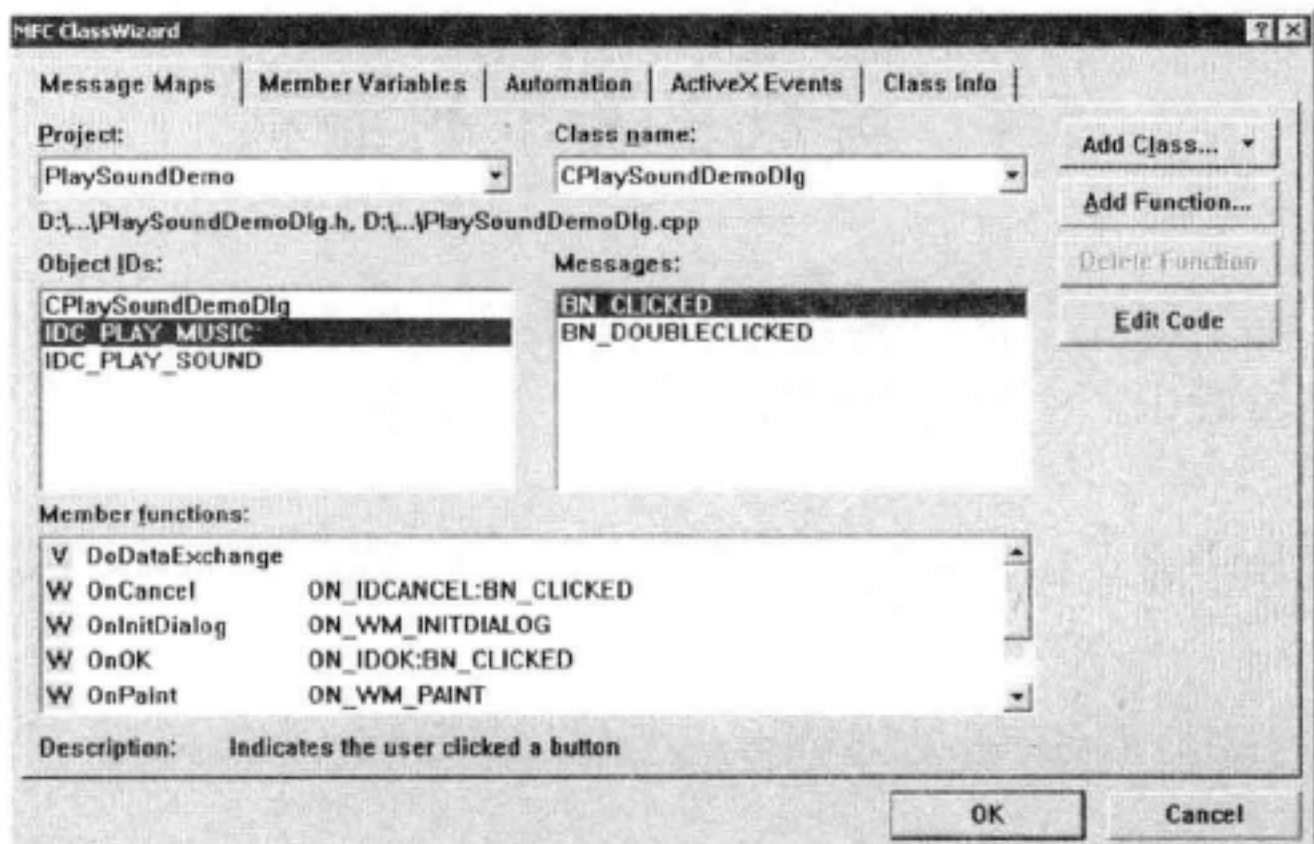 MFC ClassWizard
Message Maps Member Variables Automation ActiveX Events Class Info
Project:
PlaySoundDemo
Class name:
CPlaySoundDemoDlg
D:\...\PlaySoundDemoDlg.h, D:\...\PlaySoundDemoDlg.cpp
Object IDs:
CPlaySoundDemoDlg
IDC_PLAY_MUSIC
IDC_PLAY_SOUND
Messages:
BN_CLICKED
BN_DOUBLECLICKED
Add Class...
Add Function...
Delete Function
Edit Code
Member functions:
V DoDataExchange
W OnCancel ON_IDCANCEL:BN_CLICKED
W OnInitDialog ON_WM_INITDIALOG
W OnOK ON_IDOK:BN_CLICKED
W OnPaint ON_WM_PAINT
Description: Indicates the user clicked a button
OK Cancel